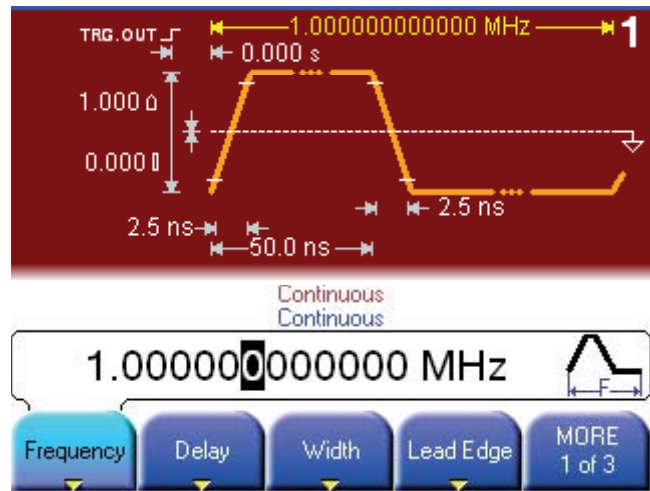 TRG.OUT
1.000000000000 MHz
1
0.000 s
1.000
0.000
2.5 ns
2.5 ns
50.0 ns
Continuous
Continuous
1.000000000000 MHz
F
Frequency
Delay
Width
Lead Edge
MORE
1 of 3